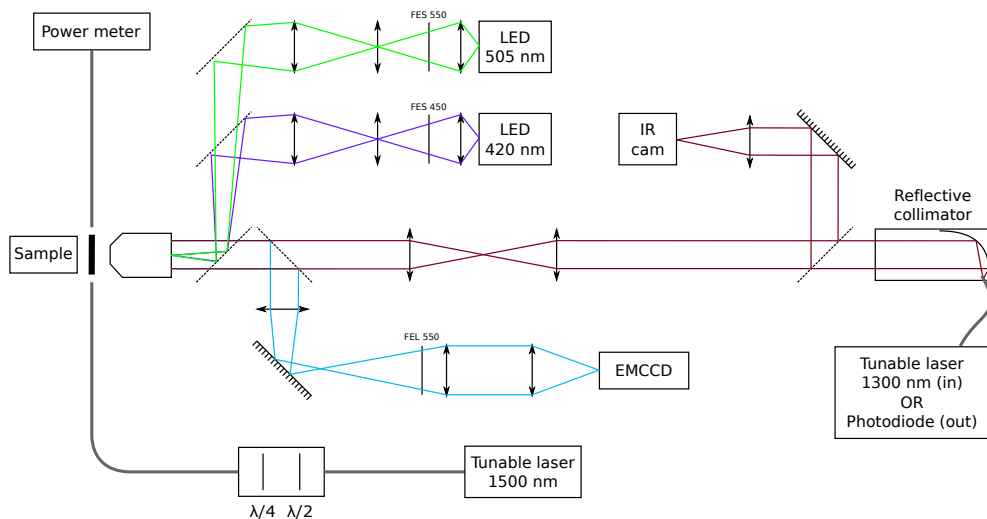 Power meter
FES 550
LED
505 nm
FES 450
LED
420 nm
IR
cam
Reflective
collimator
Sample
FEL 550
EMCCD
Tunable laser
1300 nm (in)
OR
Photodiode (out)
Tunable laser
1500 nm
λ/4 λ/2